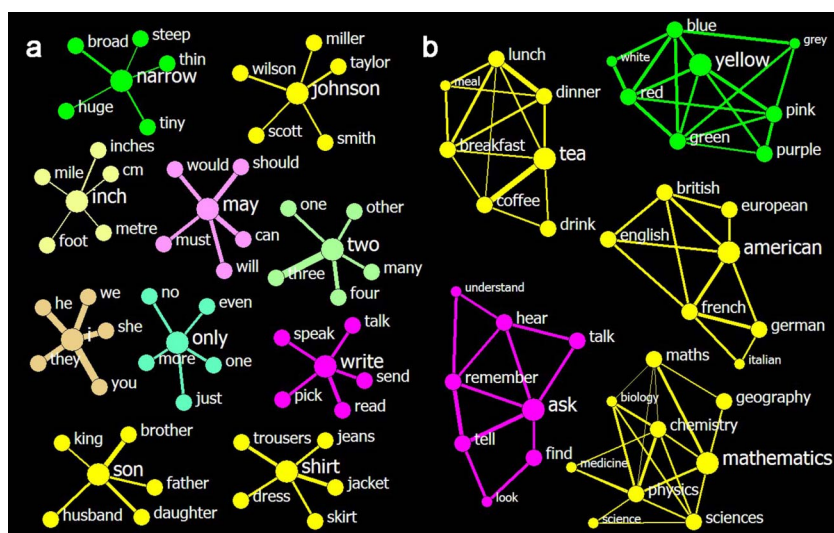 a
broad
steep
thin
narrow
huge
tiny
miller
taylor
wilson
johnson
scott
smith
inches
mile
cm
inch
foot
metre
would
should
may
must
can
will
one
other
two
three
many
four
he
we
i
she
they
you
no
even
only
more
one
just
talk
speak
write
send
pick
read
king
brother
son
father
husband
daughter
trousers
jeans
shirt
jacket
dress
skirt
b
lunch
meal
dinner
breakfast
tea
coffee
drink
blue
grey
white
yellow
red
pink
green
purple
british
european
english
american
french
german
italian
understand
hear
talk
remember
ask
tell
find
look
maths
biology
geography
chemistry
mathematics
medicine
physics
science
sciences